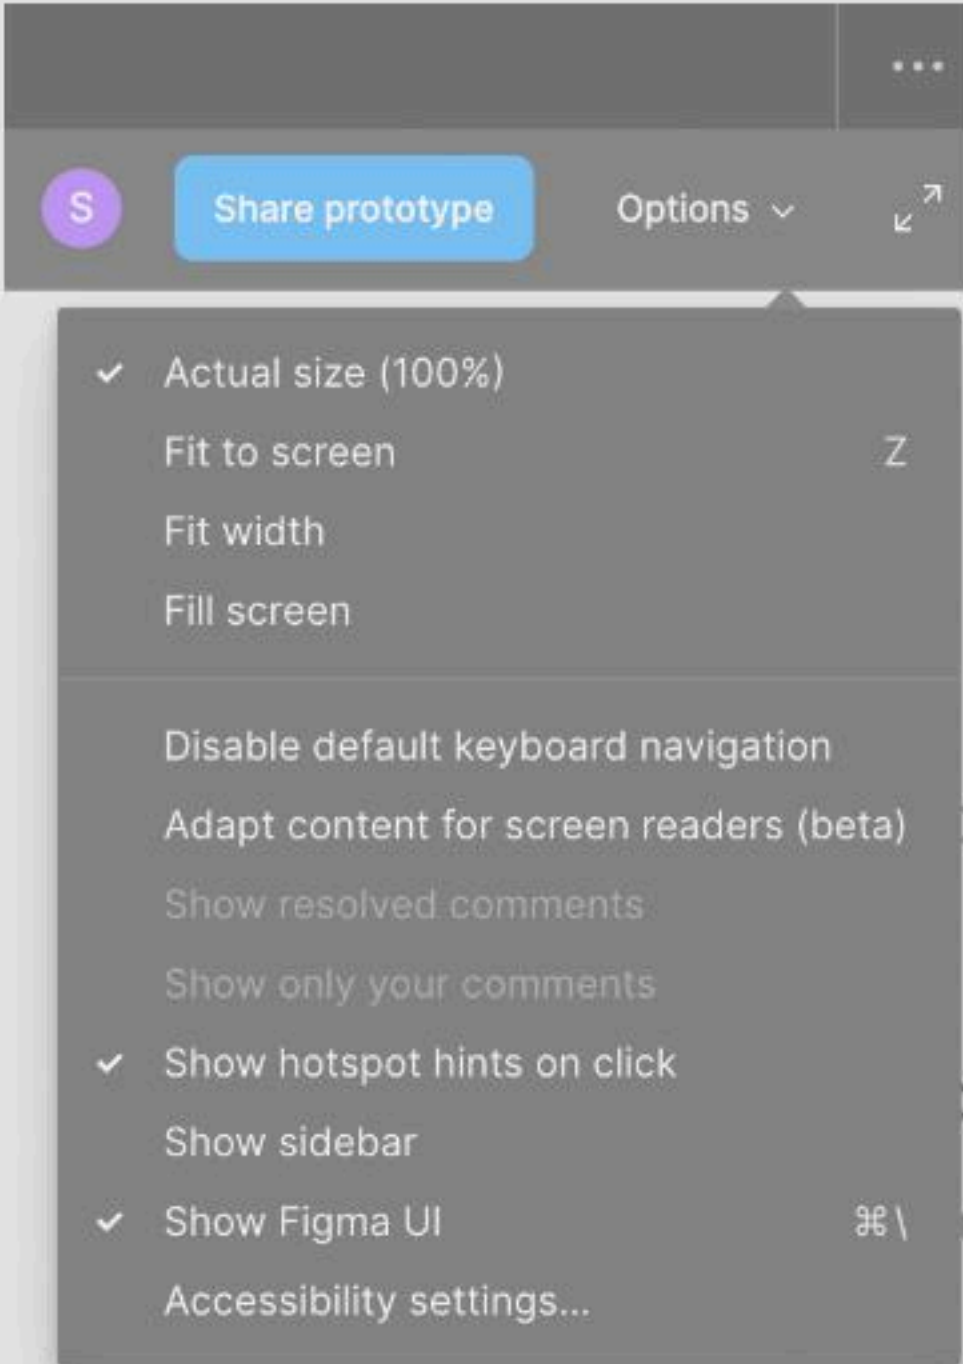 S Share prototype Options
Actual size (100%)
Fit to screen Z
Fit width
Fill screen
Disable default keyboard navigation
Adapt content for screen readers (beta)
Show resolved comments
Show only your comments
Show hotspot hints on click
Show sidebar
Show Figma UI ⌘\
Accessibility settings...